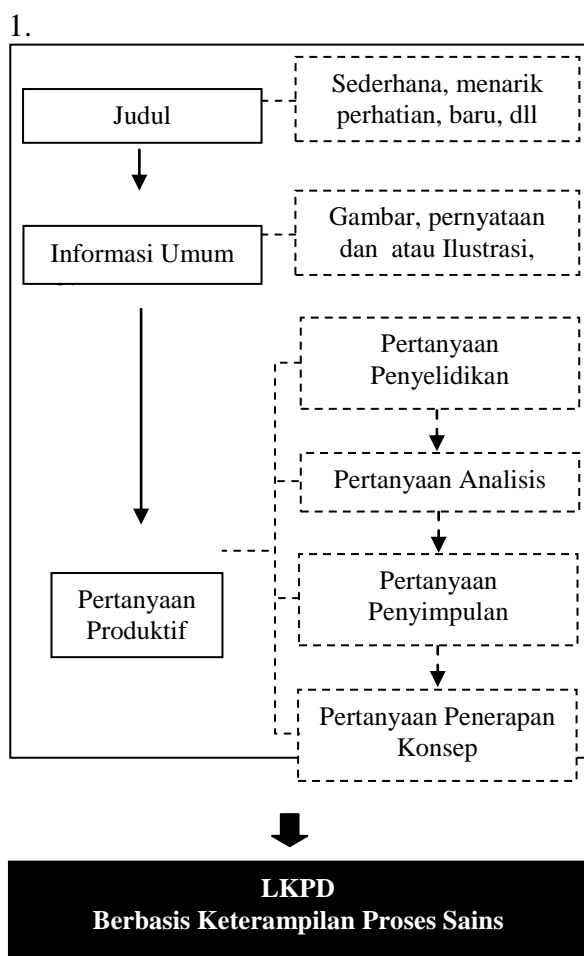 1.
Judul
Sederhana, menarik
perhatian, baru, dll
Informasi Umum
Gambar, pernyataan
dan atau Ilustrasi,
Pertanyaan
Penyelidikan
Pertanyaan Analisis
Pertanyaan
Produktif
Pertanyaan
Penyimpulan
Pertanyaan Penerapan
Konsep
LKPD
Berbasis Keterampilan Proses Sains